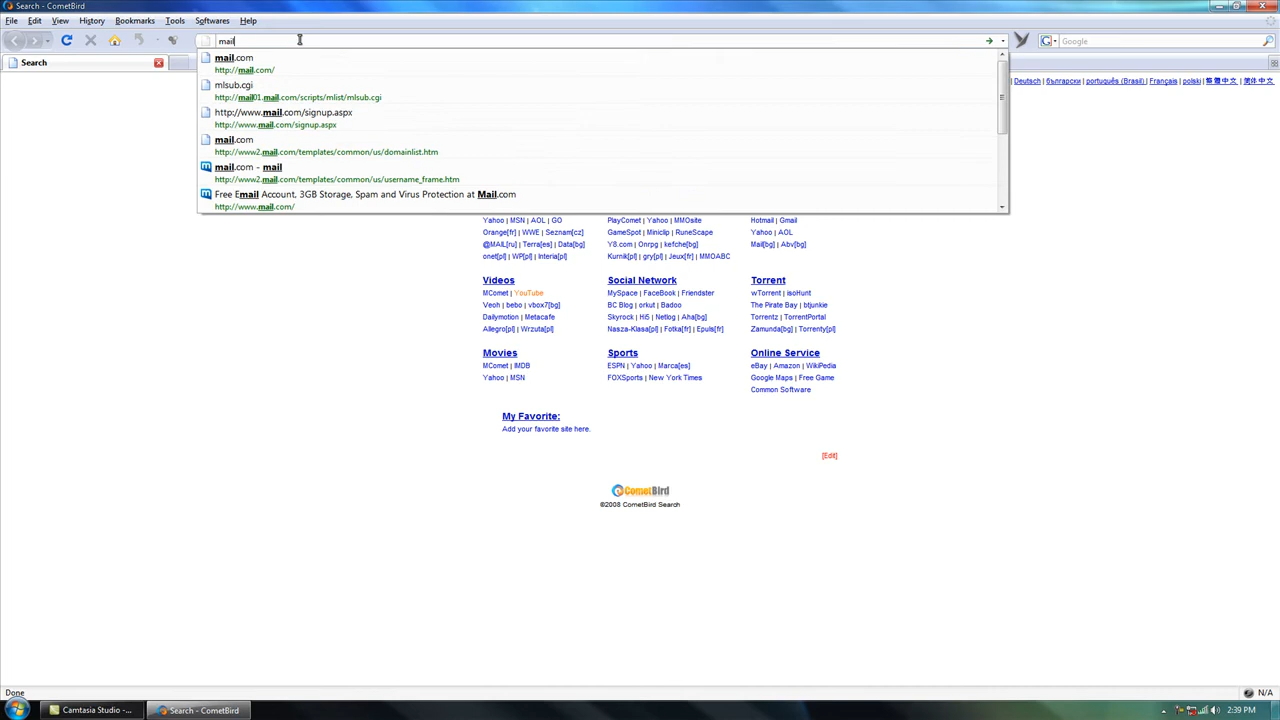 Search - CometBird
File Edit View History Bookmarks Tools Softwares Help
mail
Google
Search
mail.com
http://mail.com/
mlsub.cgi
http://mail01.mail.com/scripts/mlist/mlsub.cgi
http://www.mail.com/signup.aspx
http://www.mail.com/signup.aspx
mail.com
http://www2.mail.com/templates/common/us/domainlist.htm
mail.com - mail
http://www2.mail.com/templates/common/us/username_frame.htm
Free Email Account, 3GB Storage, Spam and Virus Protection at Mail.com
http://www.mail.com/
| Deutsch | български | português (Brasil) | Français | polski | 繁體中文 | 简体中文
Yahoo | MSN | AOL | GO
Orange[fr] | WWE | Seznam[cz]
@MAIL[ru] | Terra[es] | Data[bg]
onet[pl] | WP[pl] | Interia[pl]
PlayComet | Yahoo | MMOsite
GameSpot | Miniclip | RuneScape
Y8.com | Onrpg | kefche[bg]
Kurnik[pl] | gry[pl] | Jeux[fr] | MMOABC
Hotmail | Gmail
Yahoo | AOL
Mail[bg] | Abv[bg]
Videos
MComet | YouTube
Veoh | bebo | vbox7[bg]
Dailymotion | Metacafe
Allegro[pl] | Wrzuta[pl]
Social Network
MySpace | FaceBook | Friendster
BC Blog | orkut | Badoo
Skyrock | Hi5 | Netlog | Aha[bg]
Nasza-Klasa[pl] | Fotka[fr] | Epuls[fr]
Torrent
wTorrent | isoHunt
The Pirate Bay | btjunkie
Torrentz | TorrentPortal
Zamunda[bg] | Torrenty[pl]
Movies
MComet | IMDB
Yahoo | MSN
Sports
ESPN | Yahoo | Marca[es]
FOXSports | New York Times
Online Service
eBay | Amazon | WikiPedia
Google Maps | Free Game
Common Software
My Favorite:
Add your favorite site here.
[Edit]
CometBird
©2008 CometBird Search
Done
N/A
Camtasia Studio -...
Search - CometBird
2:39 PM